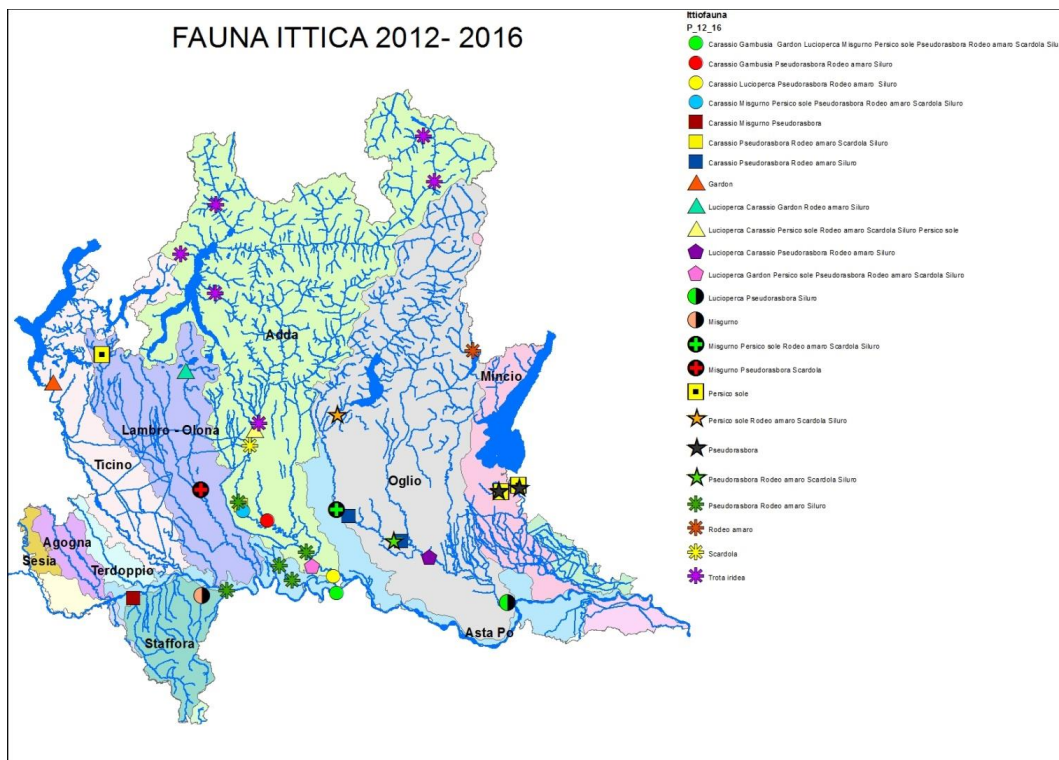 FAUNA ITTICA 2012- 2016
Ittiofauna
P_12_16
Carassio Gambusia Gardon Lucioperca Misgurno Persico sole Pseudorasbora Rodeo amaro Scardola Silu
Carassio Gambusia Pseudorasbora Rodeo amaro Siluro
Carassio Lucioperca Pseudorasbora Rodeo amaro Siluro
Carassio Misgurno Persico sole Pseudorasbora Rodeo amaro Scardola Siluro
Carassio Misgurno Pseudorasbora
Carassio Pseudorasbora Rodeo amaro Scardola Siluro
Carassio Pseudorasbora Rodeo amaro Siluro
Gardon
Lucioperca Carassio Gardon Rodeo amaro Siluro
Lucioperca Carassio Persico sole Rodeo amaro Scardola Siluro Persico sole
Lucioperca Carassio Pseudorasbora Rodeo amaro Siluro
Lucioperca Gardon Persico sole Pseudorasbora Rodeo amaro Scardola Siluro
Lucioperca Pseudorasbora Siluro
Misgurno
Misgurno Persico sole Rodeo amaro Scardola Siluro
Misgurno Pseudorasbora Scardola
Persico sole
Persico sole Rodeo amaro Scardola Siluro
Pseudorasbora
Pseudorasbora Rodeo amaro Scardola Siluro
Pseudorasbora Rodeo amaro Siluro
Rodeo amaro
Scardola
Trota iridea
Adda
Mincio
Lambro - Olona
Ticino
Oglio
Agogna
Sesia
Terdoppio
Staffora
Asta Po